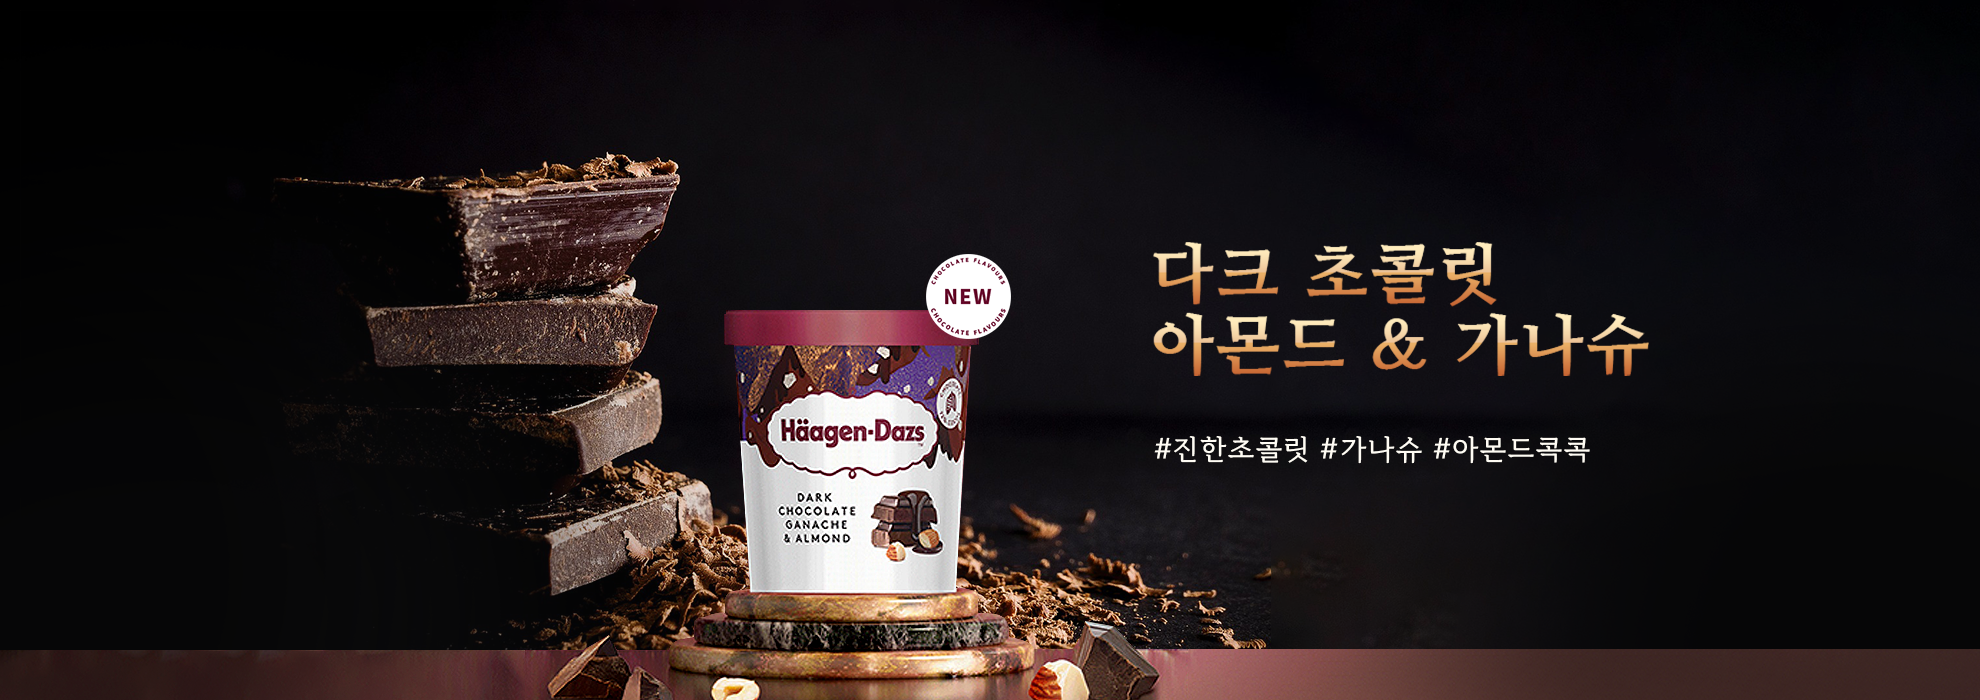 CHOCOLATE FLAVOURS
NEW
CHOCOLATE FLAVOURS
Häagen-Dazs
DARK
CHOCOLATE
GANACHE
& ALMOND
다크 초콜릿
아몬드 & 가나슈
#진한초콜릿 #가나슈 #아몬드콕콕